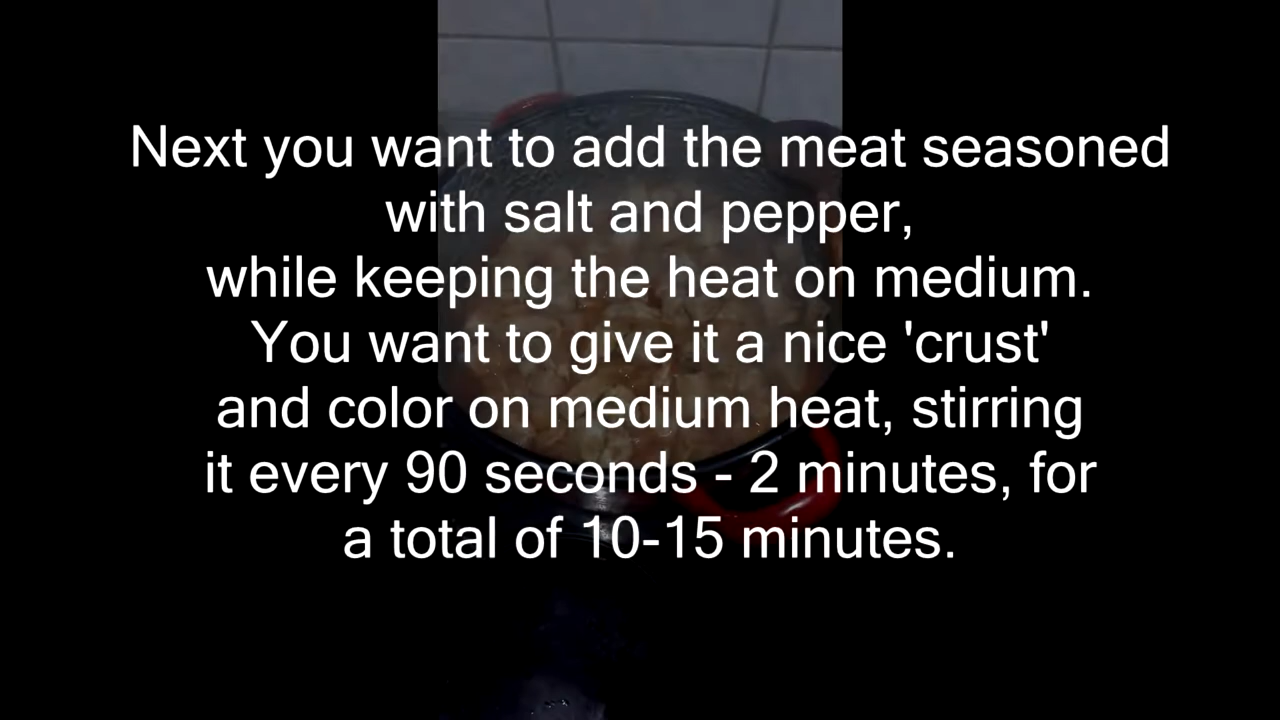 Next you want to add the meat seasoned
with salt and pepper,
while keeping the heat on medium.
You want to give it a nice 'crust'
and color on medium heat, stirring
it every 90 seconds - 2 minutes, for
a total of 10-15 minutes.